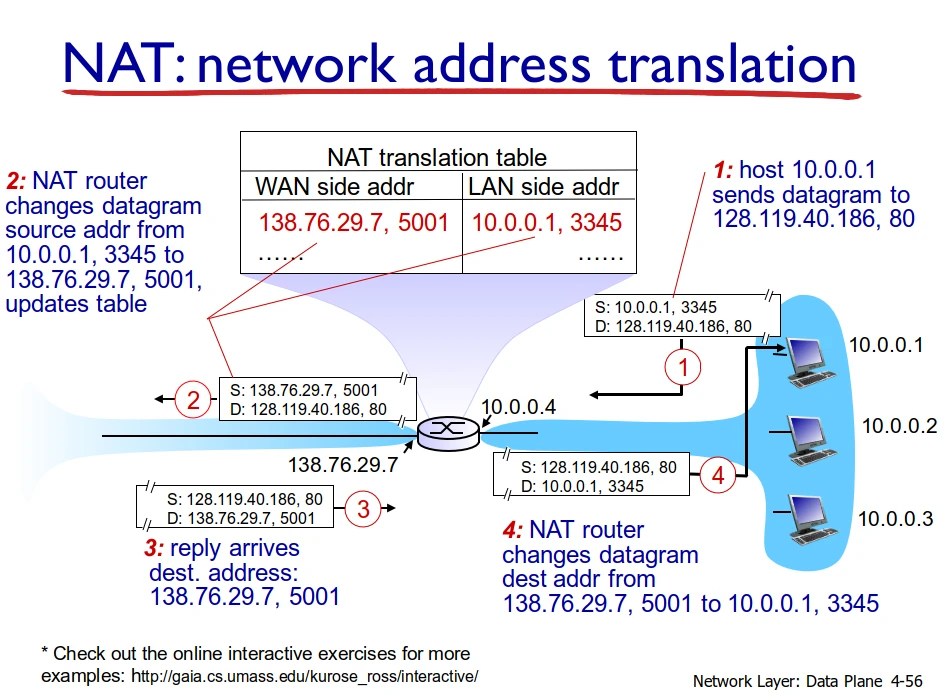 NAT: network address translation
NAT translation table
WAN side addr LAN side addr
138.76.29.7, 5001 10.0.0.1, 3345
…… ……
2: NAT router
changes datagram
source addr from
10.0.0.1, 3345 to
138.76.29.7, 5001,
updates table
1: host 10.0.0.1
sends datagram to
128.119.40.186, 80
S: 10.0.0.1, 3345
D: 128.119.40.186, 80
1
10.0.0.1
S: 138.76.29.7, 5001
D: 128.119.40.186, 80
2
10.0.0.4
10.0.0.2
138.76.29.7
S: 128.119.40.186, 80
D: 10.0.0.1, 3345
4
S: 128.119.40.186, 80
D: 138.76.29.7, 5001
3
10.0.0.3
3: reply arrives
dest. address:
138.76.29.7, 5001
4: NAT router
changes datagram
dest addr from
138.76.29.7, 5001 to 10.0.0.1, 3345
* Check out the online interactive exercises for more
examples: http://gaia.cs.umass.edu/kurose_ross/interactive/
Network Layer: Data Plane 4-56